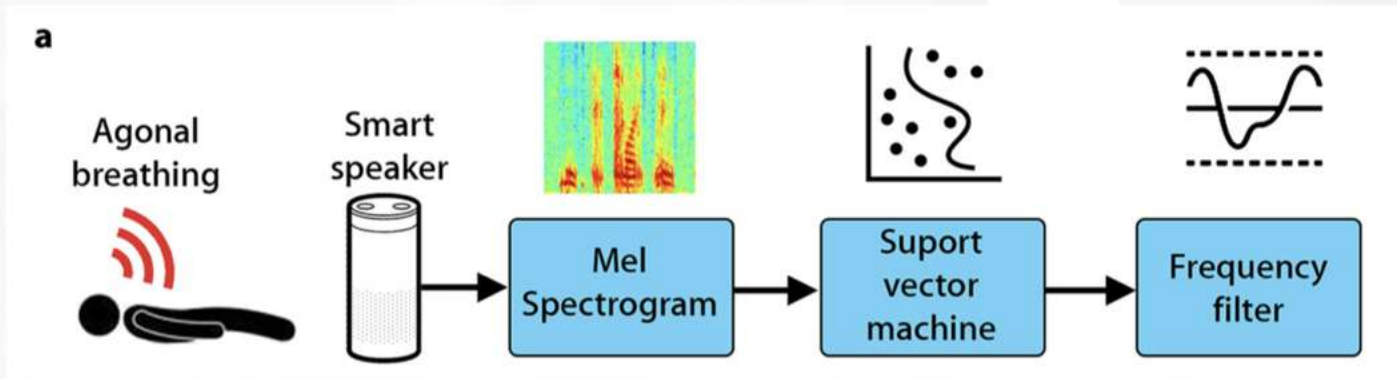 a
Agonal
breathing
Smart
speaker
Mel
Spectrogram
Suport
vector
machine
Frequency
filter